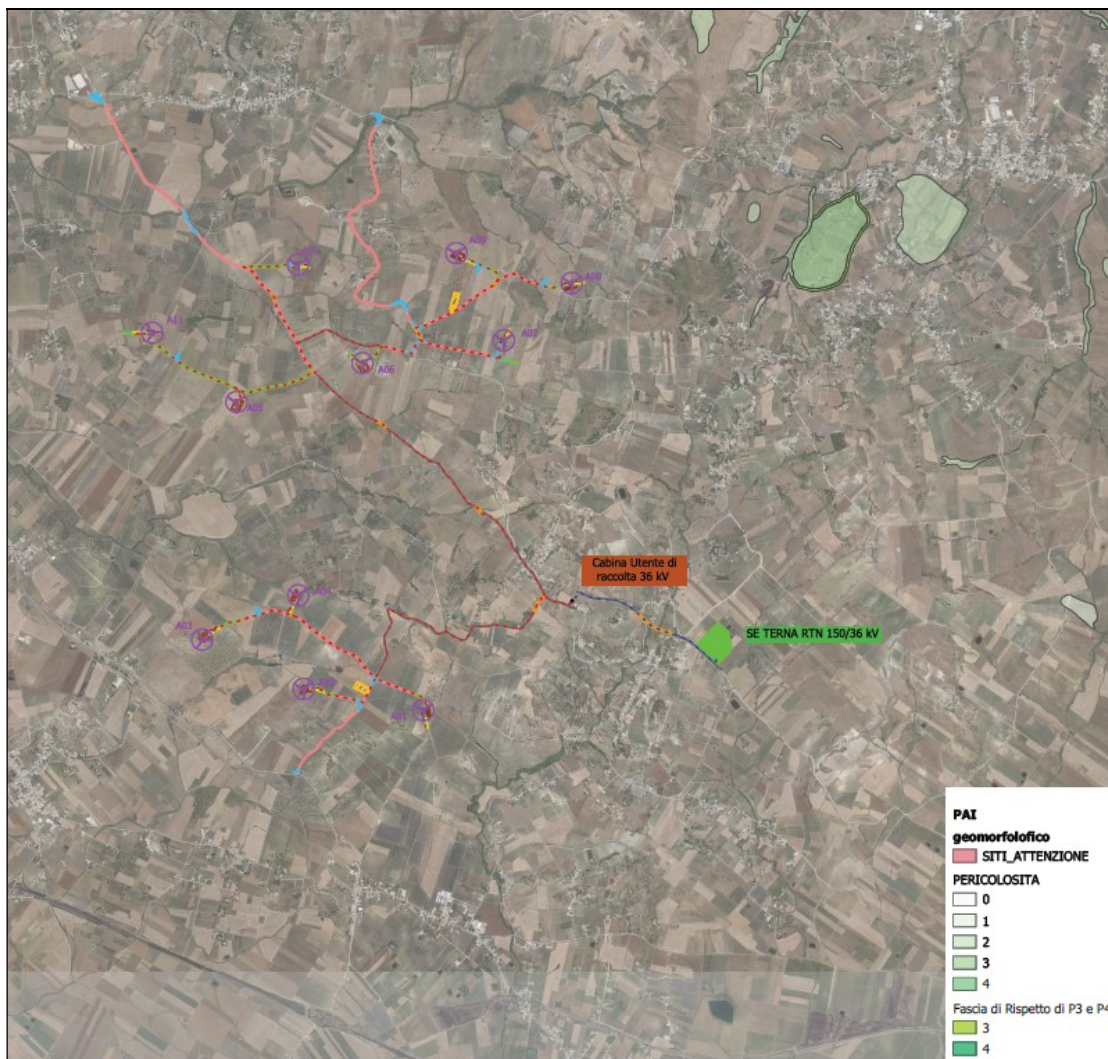 A09
A08
A11
A07
A06
A05
Cabina Utente di
raccolta 36 kV
A04
A03
SE TERNA RTN 150/36 kV
A01
PAI
geomorfolofico
SITI_ATTENZIONE
PERICOLOSITA
0
1
2
3
4
Fascia di Rispetto di P3 e P4
3
4